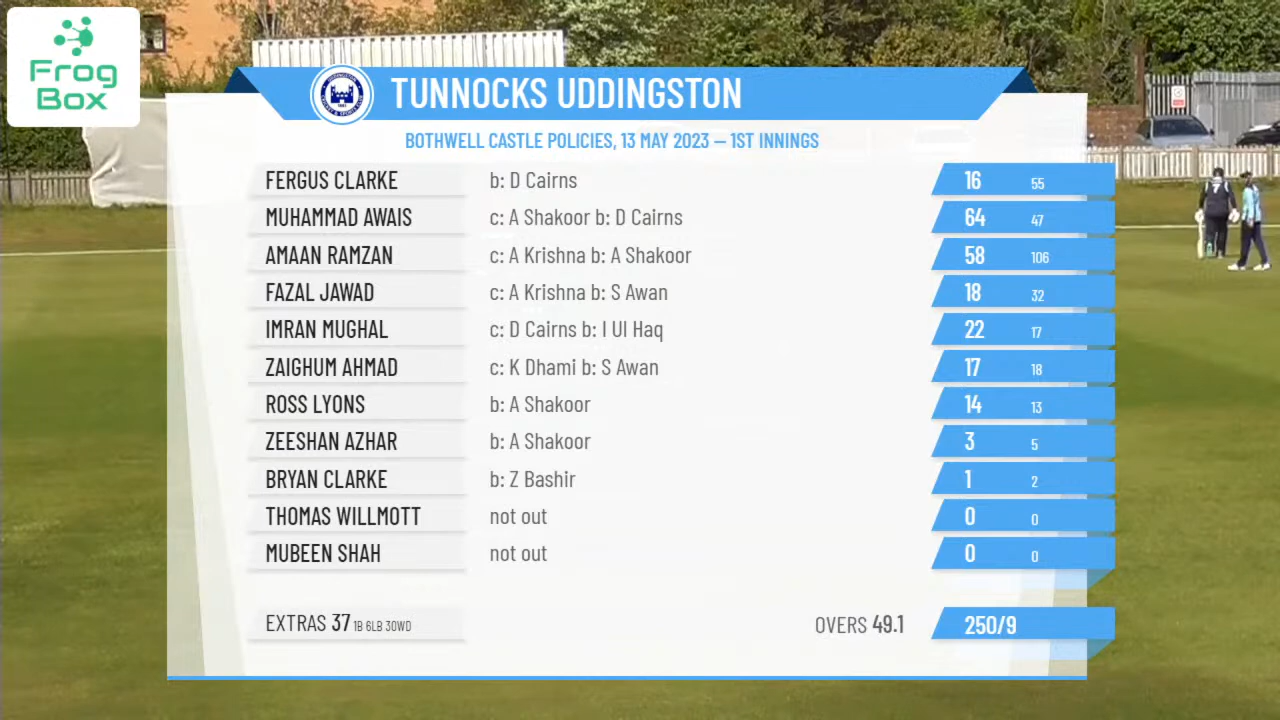 Frog
Box
TUNNOCKS UDDINGSTON
BOTHWELL CASTLE POLICIES, 13 MAY 2023 – 1ST INNINGS
FERGUS CLARKE b: D Cairns 16 55
MUHAMMAD AWAIS c: A Shakoor b: D Cairns 64 47
AMAAN RAMZAN c: A Krishna b: A Shakoor 58 106
FAZAL JAWAD c: A Krishna b: S Awan 18 32
IMRAN MUGHAL c: D Cairns b: I Ul Haq 22 17
ZAIGHUM AHMAD c: K Dhami b: S Awan 17 18
ROSS LYONS b: A Shakoor 14 13
ZEESHAN AZHAR b: A Shakoor 3 5
BRYAN CLARKE b: Z Bashir 1 2
THOMAS WILLMOTT not out 0 0
MUBEEN SHAH not out 0 0
EXTRAS 37 1B 6LB 30WD OVERS 49.1 250/9